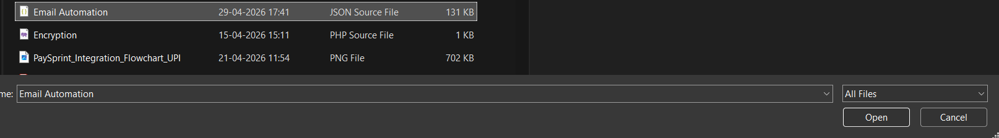 Email Automation 29-04-2026 17:41 JSON Source File 131 KB
Encryption 15-04-2026 15:11 PHP Source File 1 KB
PaySprint_Integration_Flowchart_UPI 21-04-2026 11:54 PNG File 702 KB
me: Email Automation All Files
Open Cancel